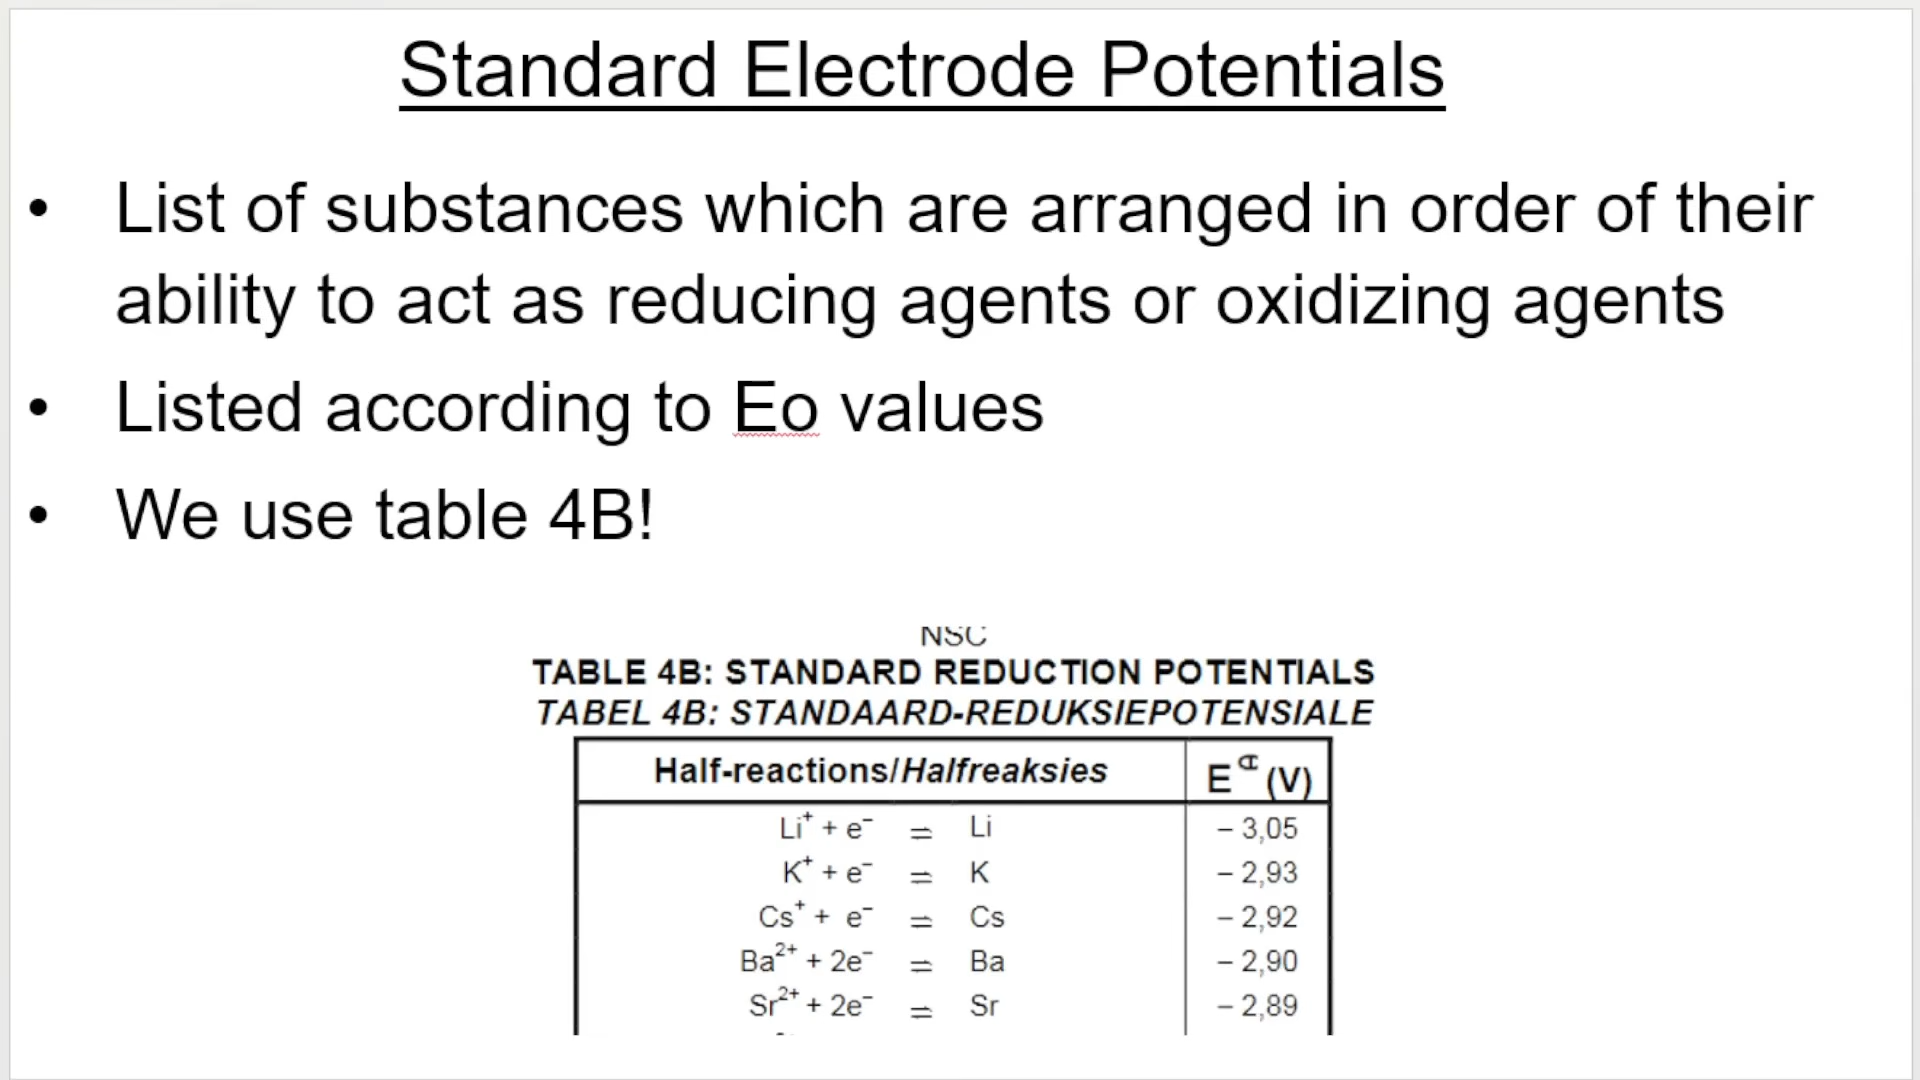 Standard Electrode Potentials
• List of substances which are arranged in order of their
ability to act as reducing agents or oxidizing agents
• Listed according to Eo values
• We use table 4B!
NSC
TABLE 4B: STANDARD REDUCTION POTENTIALS
TABEL 4B: STANDAARD-REDUKSIEPOTENSIALE
Half-reactions/Halfreaksies E (V)
Li⁺ + e⁻ ⇌ Li − 3,05
K⁺ + e⁻ ⇌ K − 2,93
Cs⁺ + e⁻ ⇌ Cs − 2,92
Ba²⁺ + 2e⁻ ⇌ Ba − 2,90
Sr²⁺ + 2e⁻ ⇌ Sr − 2,89